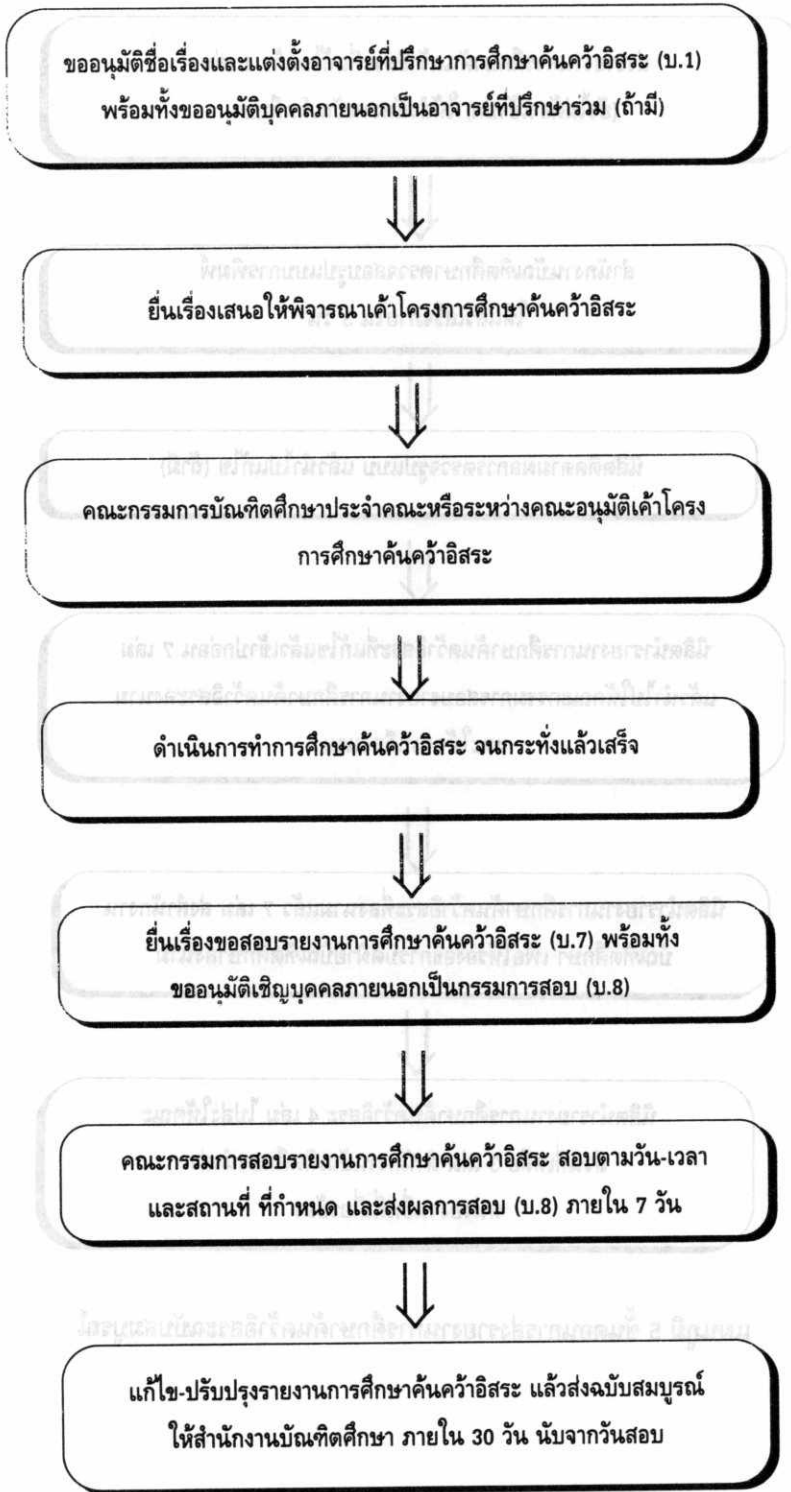 ขออนุมัติชื่อเรื่องและแต่งตั้งอาจารย์ที่ปรึกษาการศึกษาค้นคว้าอิสระ (บ.1)
พร้อมทั้งขออนุมัติบุคคลภายนอกเป็นอาจารย์ที่ปรึกษาร่วม (ถ้ามี)
ยื่นเรื่องเสนอให้พิจารณาเค้าโครงการศึกษาค้นคว้าอิสระ
คณะกรรมการบัณฑิตศึกษาประจำคณะหรือระหว่างคณะอนุมัติเค้าโครง
การศึกษาค้นคว้าอิสระ
ดำเนินการทำการศึกษาค้นคว้าอิสระ จนกระทั่งแล้วเสร็จ
ยื่นเรื่องขอสอบรายงานการศึกษาค้นคว้าอิสระ (บ.7) พร้อมทั้ง
ขออนุมัติเชิญบุคคลภายนอกเป็นกรรมการสอบ (บ.8)
คณะกรรมการสอบรายงานการศึกษาค้นคว้าอิสระ สอบตามวัน-เวลา
และสถานที่ ที่กำหนด และส่งผลการสอบ (บ.8) ภายใน 7 วัน
แก้ไข-ปรับปรุงรายงานการศึกษาค้นคว้าอิสระ แล้วส่งฉบับสมบูรณ์
ให้สำนักงานบัณฑิตศึกษา ภายใน 30 วัน นับจากวันสอบ